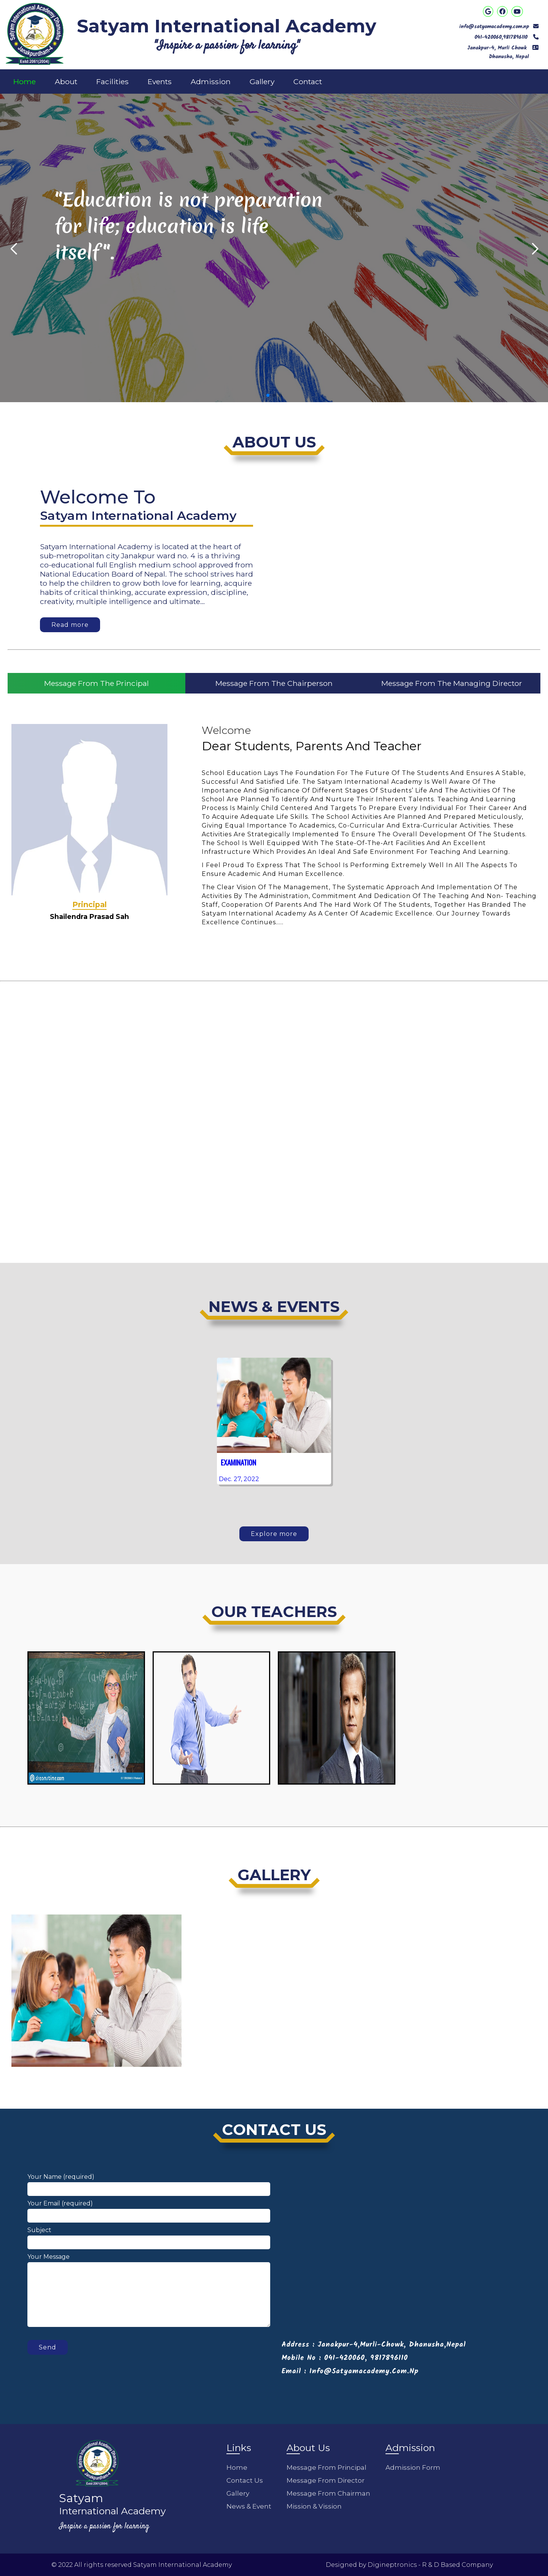 Satyam International Academy
"Inspire a passion for learning"
info@satyamacademy.com.np
041-420060,9817896110
Janakpur-4, Murli Chowk
Dhanusha, Nepal
Home About Facilities Events Admission Gallery Contact
"Education is not preparation
for life; education is life
itself".
ABOUT US
Welcome To
Satyam International Academy
Satyam International Academy is located at the heart of
sub-metropolitan city Janakpur ward no. 4 is a thriving
co-educational full English medium school approved from
National Education Board of Nepal. The school strives hard
to help the children to grow both love for learning, acquire
habits of critical thinking, accurate expression, discipline,
creativity, multiple intelligence and ultimate...
Read more
Message From The Principal Message From The Chairperson Message From The Managing Director
Welcome
Dear Students, Parents And Teacher
School Education Lays The Foundation For The Future Of The Students And Ensures A Stable,
Successful And Satisfied Life. The Satyam International Academy Is Well Aware Of The
Importance And Significance Of Different Stages Of Students' Life And The Activities Of The
School Are Planned To Identify And Nurture Their Inherent Talents. Teaching And Learning
Process Is Mainly Child Centered And Targets To Prepare Every Individual For Their Career And
To Acquire Adequate Life Skills. The School Activities Are Planned And Prepared Meticulously,
Giving Equal Importance To Academics, Co-Curricular And Extra-Curricular Activities. These
Activities Are Strategically Implemented To Ensure The Overall Development Of The Students.
The School Is Well Equipped With The State-Of-The-Art Facilities And An Excellent
Infrastructure Which Provides An Ideal And Safe Environment For Teaching And Learning.
I Feel Proud To Express That The School Is Performing Extremely Well In All The Aspects To
Ensure Academic And Human Excellence.
The Clear Vision Of The Management, The Systematic Approach And Implementation Of The
Activities By The Administration, Commitment And Dedication Of The Teaching And Non- Teaching
Staff, Cooperation Of Parents And The Hard Work Of The Students, Together Has Branded The
Satyam International Academy As A Center Of Academic Excellence. Our Journey Towards
Excellence Continues.....
Principal
Shailendra Prasad Sah
NEWS & EVENTS
EXAMINATION
Dec. 27, 2022
Explore more
OUR TEACHERS
GALLERY
CONTACT US
Your Name (required)
Your Email (required)
Subject
Your Message
Send
Address : Janakpur-4,Murli-Chowk, Dhanusha,Nepal
Mobile No : 041-420060, 9817896110
Email : Info@Satyamacademy.Com.Np
Satyam
International Academy
Inspire a passion for learning
Links
Home
Contact Us
Gallery
News & Event
About Us
Message From Principal
Message From Director
Message From Chairman
Mission & Vission
Admission
Admission Form
© 2022 All rights reserved Satyam International Academy
Designed by Digineptronics - R & D Based Company